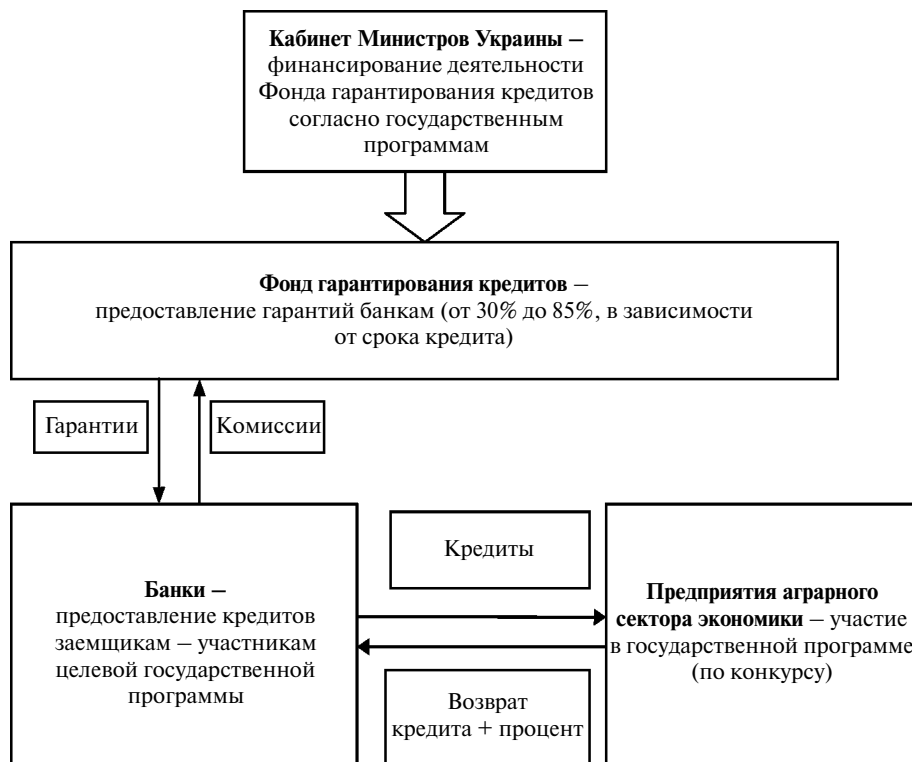 Кабинет Министров Украины –
финансирование деятельности
Фонда гарантирования кредитов
согласно государственным
программам
Фонд гарантирования кредитов –
предоставление гарантий банкам (от 30% до 85%, в зависимости
от срока кредита)
Гарантии
Комиссии
Банки –
предоставление кредитов
заемщикам – участникам
целевой государственной
программы
Кредиты
Возврат
кредита + процент
Предприятия аграрного
сектора экономики – участие
в государственной программе
(по конкурсу)